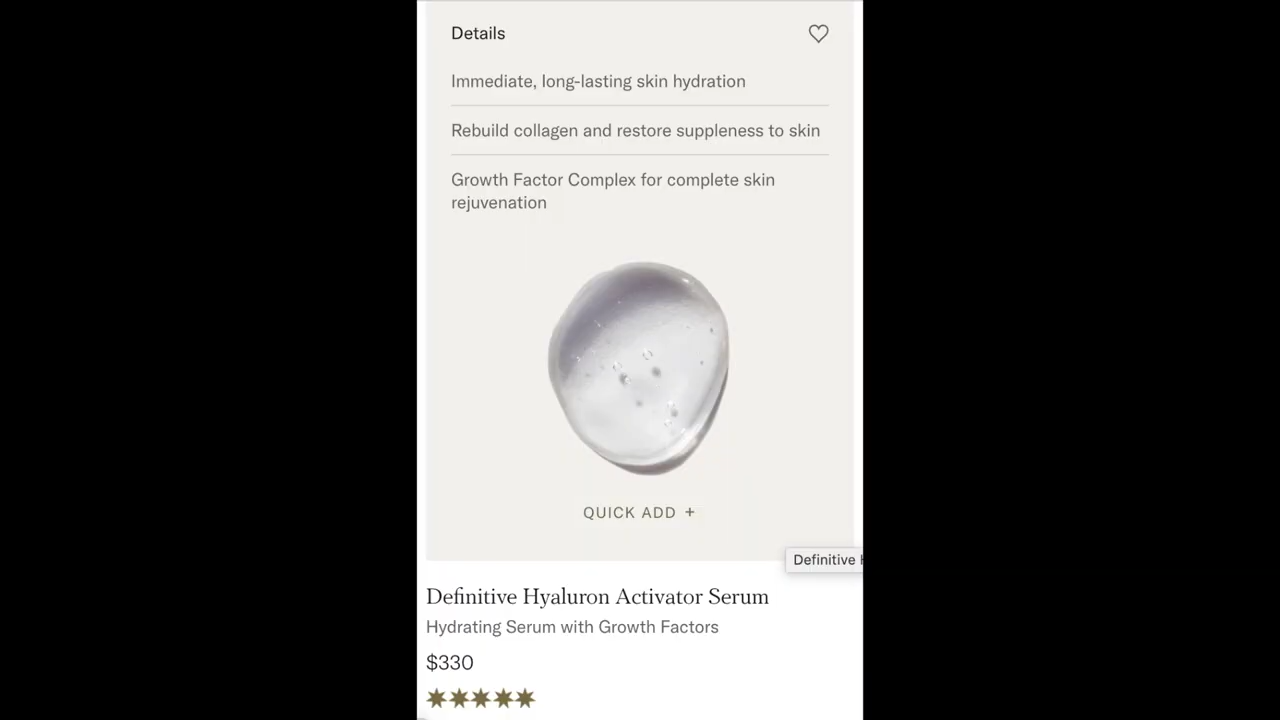 Details
Immediate, long-lasting skin hydration
Rebuild collagen and restore suppleness to skin
Growth Factor Complex for complete skin
rejuvenation
QUICK ADD +
Definitive
Definitive Hyaluron Activator Serum
Hydrating Serum with Growth Factors
$330